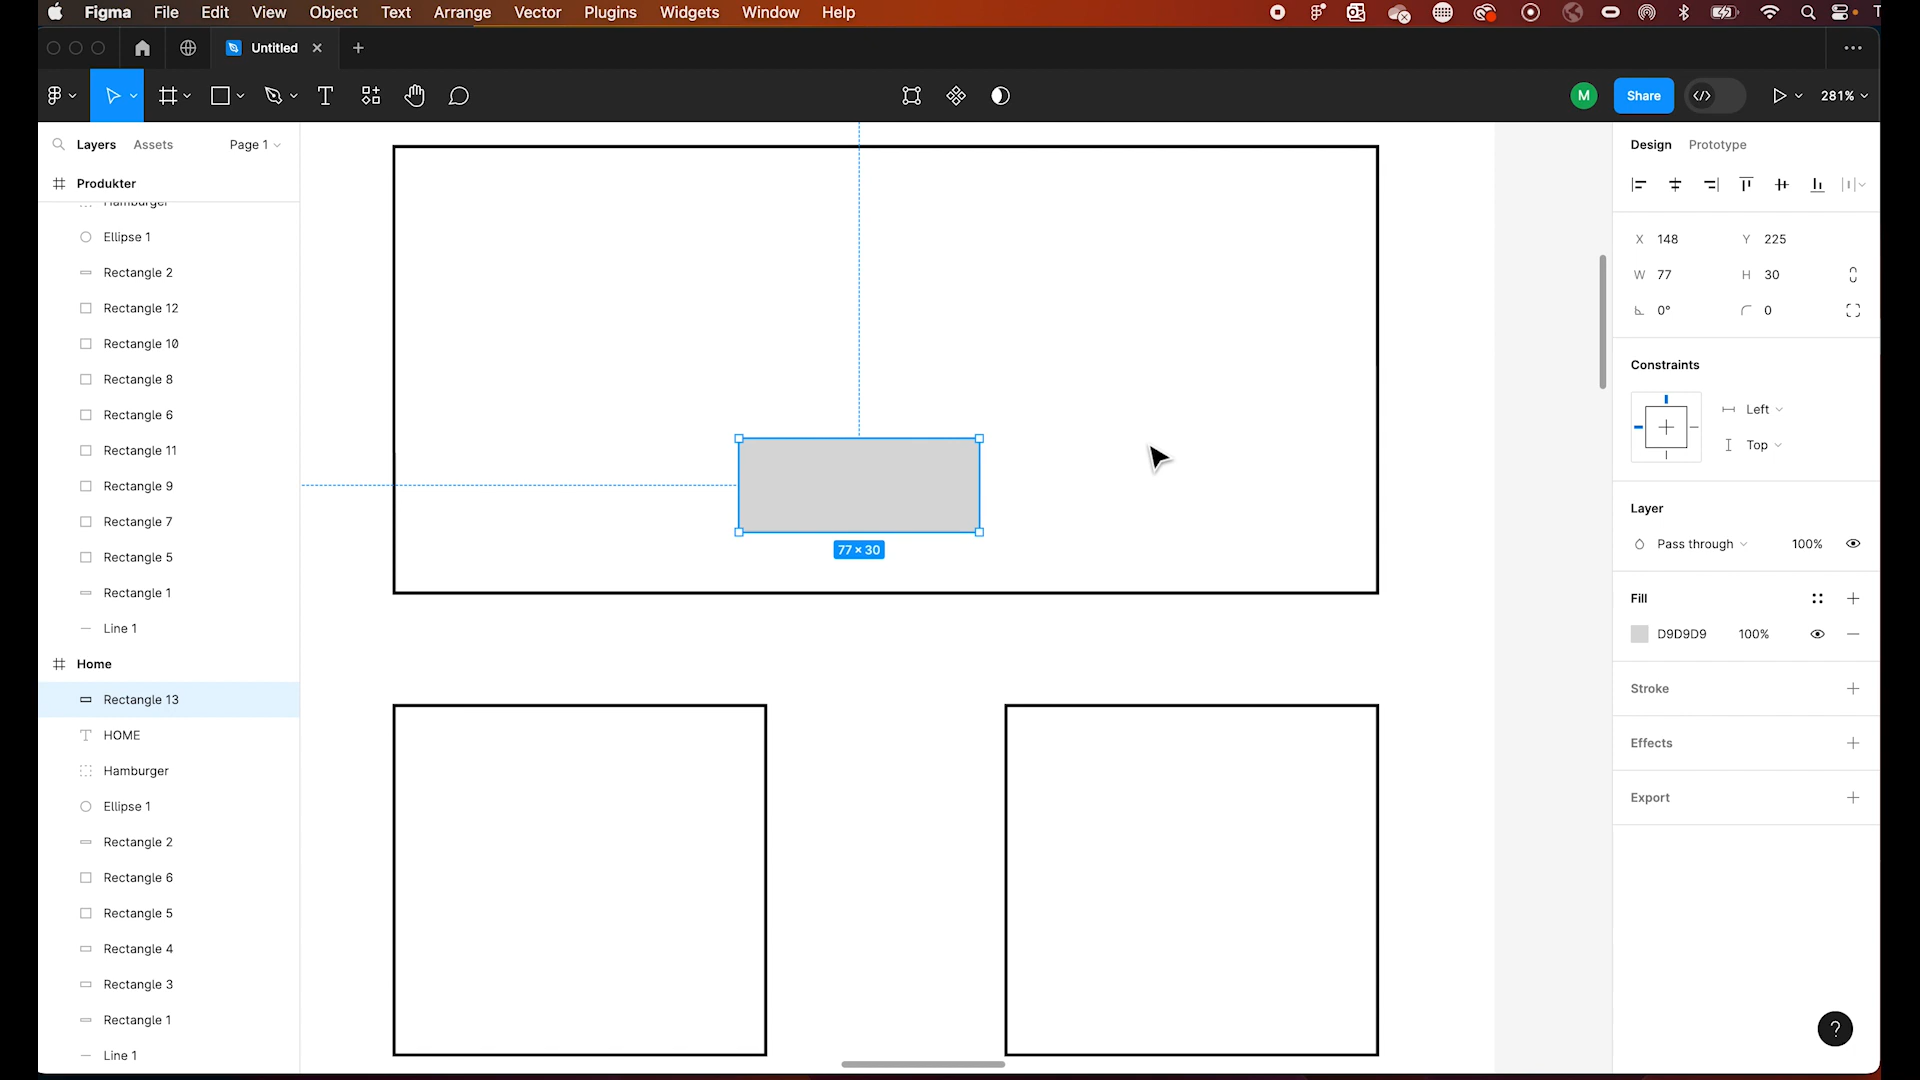 Figma File Edit View Object Text Arrange Vector Plugins Widgets Window Help
Untitled
M Share 281%
Layers Assets Page 1
Produkter
Hamburger
Ellipse 1
Rectangle 2
Rectangle 12
Rectangle 10
Rectangle 8
Rectangle 6
Rectangle 11
Rectangle 9
Rectangle 7
Rectangle 5
Rectangle 1
Line 1
Home
Rectangle 13
HOME
Hamburger
Ellipse 1
Rectangle 2
Rectangle 6
Rectangle 5
Rectangle 4
Rectangle 3
Rectangle 1
Line 1
77 × 30
Design Prototype
X 148 Y 225
W 77 H 30
0° 0
Constraints
Left
Top
Layer
Pass through 100%
Fill
D9D9D9 100%
Stroke
Effects
Export
?